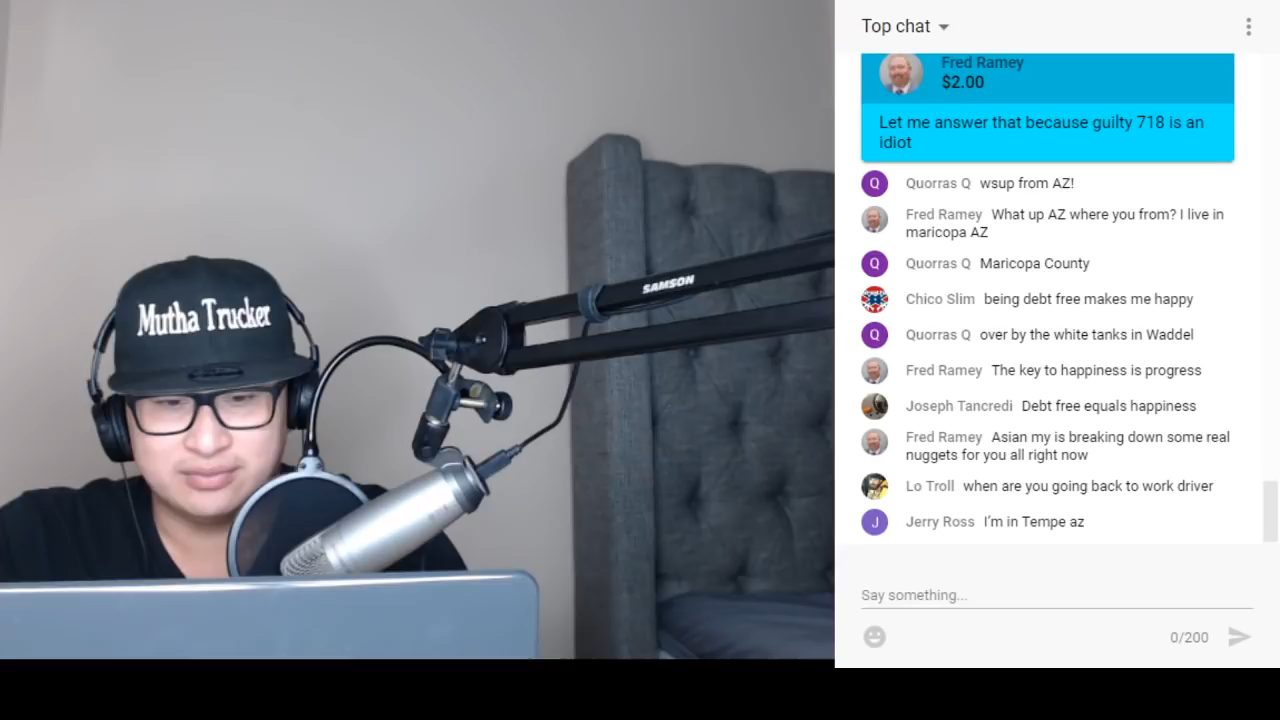 Mutha Trucker
SAMSON
Top chat
Fred Ramey
$2.00
Let me answer that because guilty 718 is an
idiot
Q Quorras Q wsup from AZ!
Fred Ramey What up AZ where you from? I live in
maricopa AZ
Q Quorras Q Maricopa County
Chico Slim being debt free makes me happy
Q Quorras Q over by the white tanks in Waddel
Fred Ramey The key to happiness is progress
Joseph Tancredi Debt free equals happiness
Fred Ramey Asian my is breaking down some real
nuggets for you all right now
Lo Troll when are you going back to work driver
J Jerry Ross I'm in Tempe az
Say something...
0/200